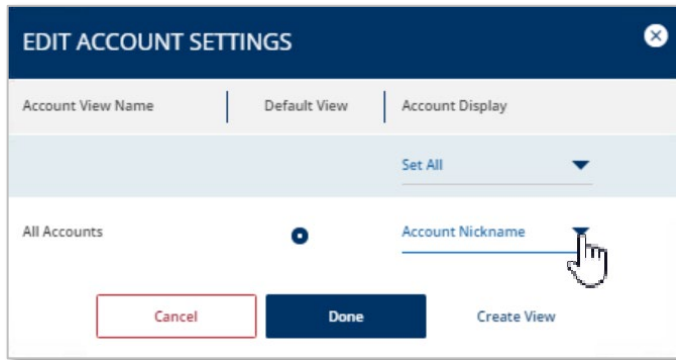 EDIT ACCOUNT SETTINGS
Account View Name Default View Account Display
Set All
All Accounts Account Nickname
Cancel Done Create View